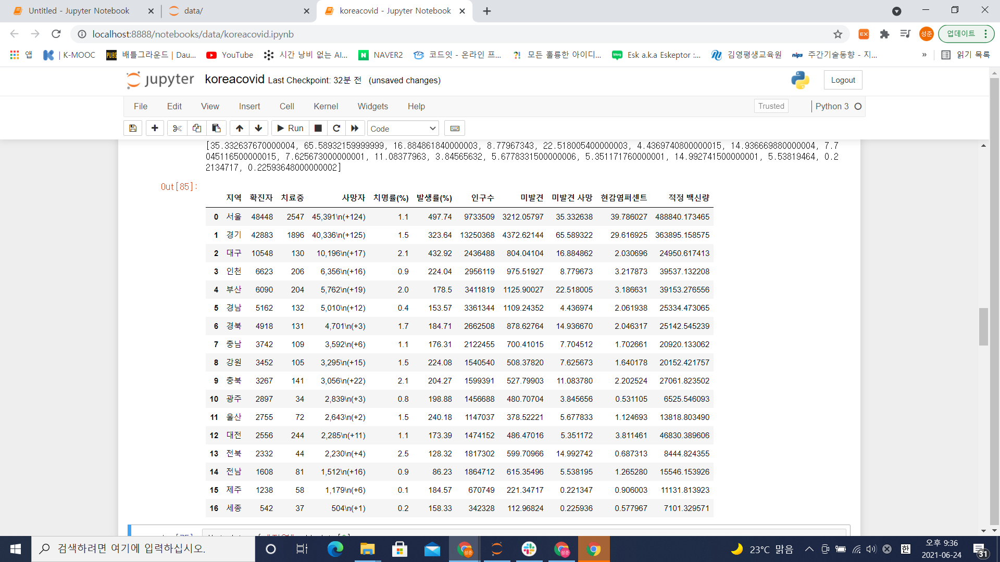 Untitled - Jupyter Notebook
data/
koreacovid - Jupyter Notebook
localhost:8888/notebooks/data/koreacovid.ipynb
EX
성준
업데이트
앱
| K-MOOC
PUBG
배틀그라운드 | Dau...
YouTube
시간 낭비 없는 AI...
N
NAVER2
코드잇 - 온라인 프...
?!
모든 훌륭한 아이디...
blog
Esk a.k.a Eskeptor :...
김영평생교육원
nipa
주간기술동향 - 지...
»
읽기 목록
jupyter
koreacovid Last Checkpoint: 32분 전 (unsaved changes)
Logout
File Edit View Insert Cell Kernel Widgets Help
Trusted
Python 3
Run
Code
[35.332637670000004, 65.58932159999999, 16.884861840000003, 8.77967343, 22.518005400000003, 4.4369740800000015, 14.936669880000004, 7.7
045116500000015, 7.625673000000001, 11.08377963, 3.84565632, 5.6778331500000006, 5.351171760000001, 14.992741500000001, 5.53819464, 0.2
2134717, 0.22593648000000002]
Out[85]:
지역 확진자 치료중 사망자 치명률(%) 발생률(%) 인구수 미발견 미발견 사망 현감염퍼센트 적정 백신량
0 서울 48448 2547 45,391\n(+124) 1.1 497.74 9733509 3212.05797 35.332638 39.786027 488840.173465
1 경기 42883 1896 40,336\n(+125) 1.5 323.64 13250368 4372.62144 65.589322 29.616925 363895.158575
2 대구 10548 130 10,196\n(+17) 2.1 432.92 2436488 804.04104 16.884862 2.030696 24950.617413
3 인천 6623 206 6,356\n(+16) 0.9 224.04 2956119 975.51927 8.779673 3.217873 39537.132208
4 부산 6090 204 5,762\n(+19) 2.0 178.5 3411819 1125.90027 22.518005 3.186631 39153.276556
5 경남 5162 132 5,010\n(+12) 0.4 153.57 3361344 1109.24352 4.436974 2.061938 25334.473065
6 경북 4918 131 4,701\n(+3) 1.7 184.71 2662508 878.62764 14.936670 2.046317 25142.545239
7 충남 3742 109 3,592\n(+6) 1.1 176.31 2122455 700.41015 7.704512 1.702661 20920.133062
8 강원 3452 105 3,295\n(+15) 1.5 224.08 1540540 508.37820 7.625673 1.640178 20152.421757
9 충북 3267 141 3,056\n(+22) 2.1 204.27 1599391 527.79903 11.083780 2.202524 27061.823502
10 광주 2897 34 2,839\n(+3) 0.8 198.88 1456688 480.70704 3.845656 0.531105 6525.546093
11 울산 2755 72 2,643\n(+2) 1.5 240.18 1147037 378.52221 5.677833 1.124693 13818.803490
12 대전 2556 244 2,285\n(+11) 1.1 173.39 1474152 486.47016 5.351172 3.811461 46830.389606
13 전북 2332 44 2,230\n(+4) 2.5 128.32 1817302 599.70966 14.992742 0.687313 8444.824355
14 전남 1608 81 1,512\n(+16) 0.9 86.23 1864712 615.35496 5.538195 1.265280 15546.153926
15 제주 1238 58 1,179\n(+6) 0.1 184.57 670749 221.34717 0.221347 0.906003 11131.813923
16 세종 542 37 504\n(+1) 0.2 158.33 342328 112.96824 0.225936 0.577967 7101.329571
검색하려면 여기에 입력하십시오.
성준
23°C 맑음
한
오후 9:36
2021-06-24
31